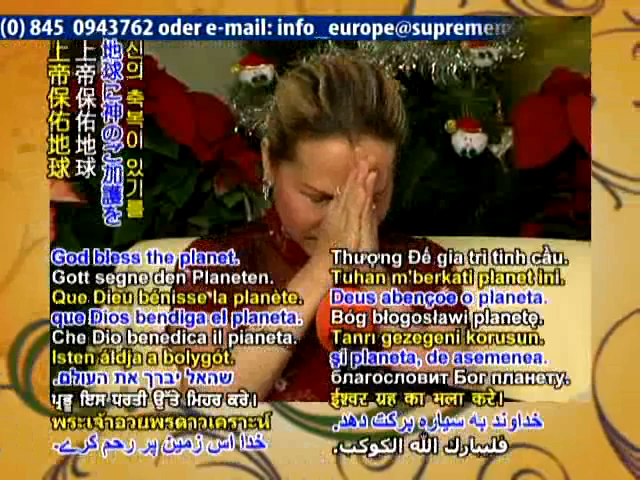 (0) 845 0943762 oder e-mail: info_europe@suprem
신의 축복이 있기를
地球に神のご加護を
上帝保佑地球
上帝保佑地球
God bless the planet.
Gott segne den Planeten.
Que Dieu bénisse la planète.
que Dios bendiga el planeta.
Che Dio benedica il planeta.
Isten áldja a bolygót.
שהאל יברך את העולם.
ਪ੍ਰਭੂ ਇਸ ਧਰਤੀ ਉੱਤੇ ਮਿਹਰ ਕਰੇ।
พระเจ้าอวยพรดาวเคราะห์
خدا اس زمین پر رحم کرے۔
Thượng Đế gia trì tinh cầu.
Tuhan m'berkati planet ini.
Deus abençoe o planeta.
Bóg błogosławi planetę.
Tanrı gezegeni korusun.
şi planeta, de asemenea.
благословит Бог планету.
ईश्वर ग्रह का भला करे।
خداوند به سیاره برکت دهد.
فليبارك الله الكوكب.